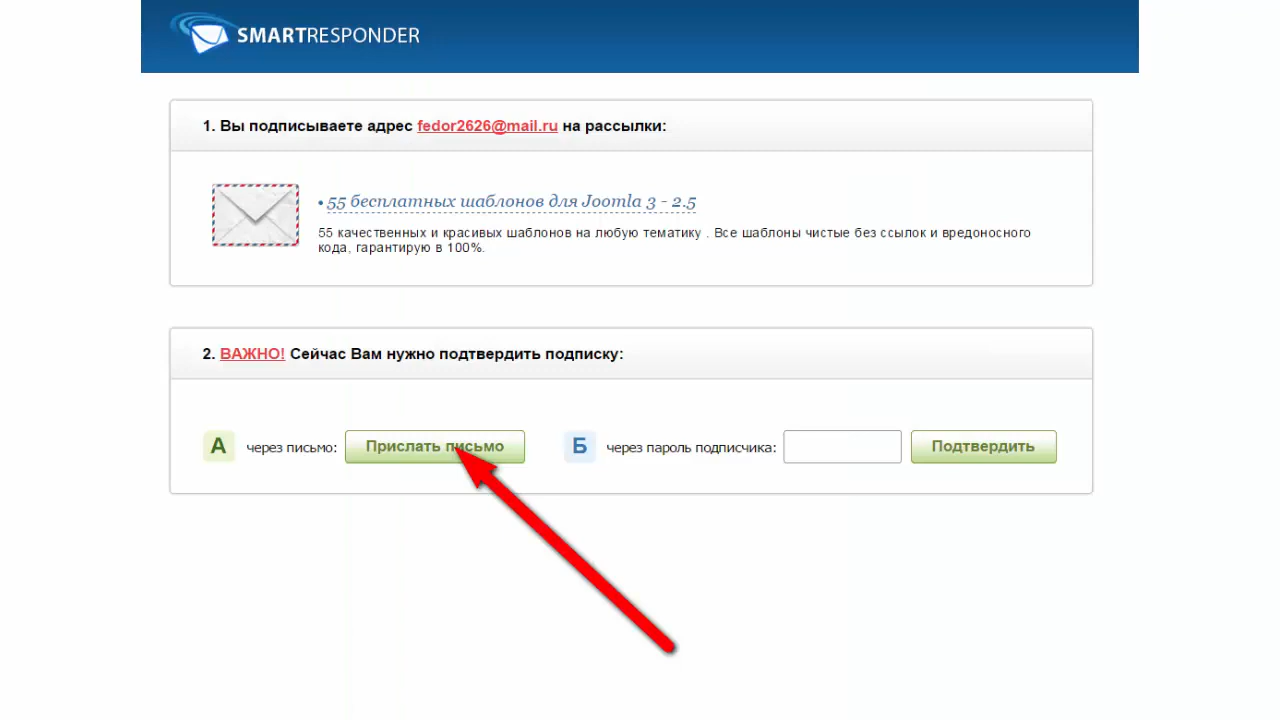 SMARTRESPONDER
1. Вы подписываете адрес fedor2626@mail.ru на рассылки:
• 55 бесплатных шаблонов для Joomla 3 - 2.5
55 качественных и красивых шаблонов на любую тематику . Все шаблоны чистые без ссылок и вредоносного
кода, гарантирую в 100%.
2. ВАЖНО! Сейчас Вам нужно подтвердить подписку:
А через письмо: Прислать письмо Б через пароль подписчика: Подтвердить